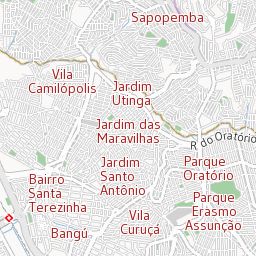 Sapopemba
Vila
Camilópolis
Jardim
Utinga
Jardim das
Maravilhas
R do Oratório
Jardim
Santo
Antônio
Parque
Oratório
Bairro
Santa
Terezinha
Parque
Erasmo
Assunção
Vila
Curuçá
Bangú